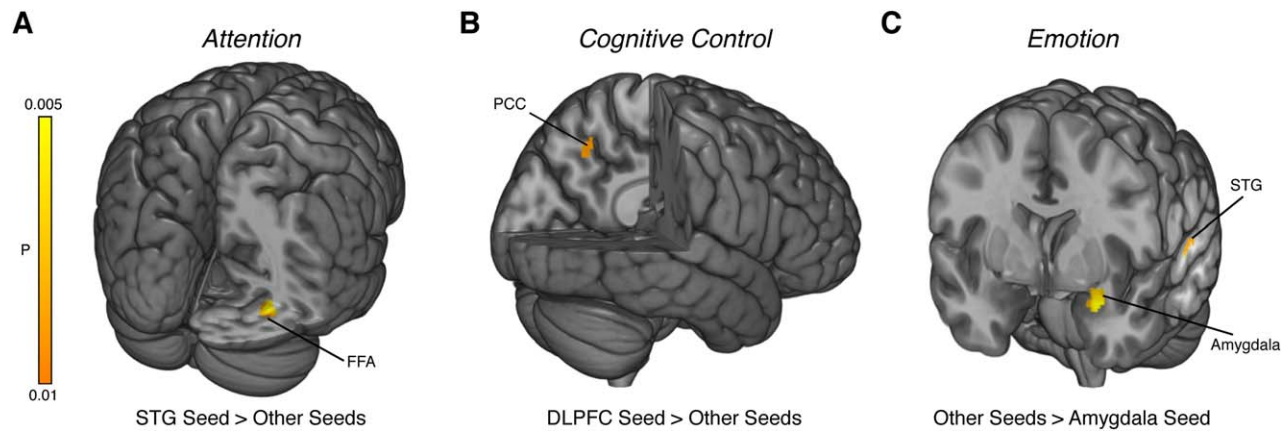 A
Attention
0.005
P
0.01
FFA
STG Seed > Other Seeds
B
Cognitive Control
PCC
DLPFC Seed > Other Seeds
C
Emotion
STG
Amygdala
Other Seeds > Amygdala Seed